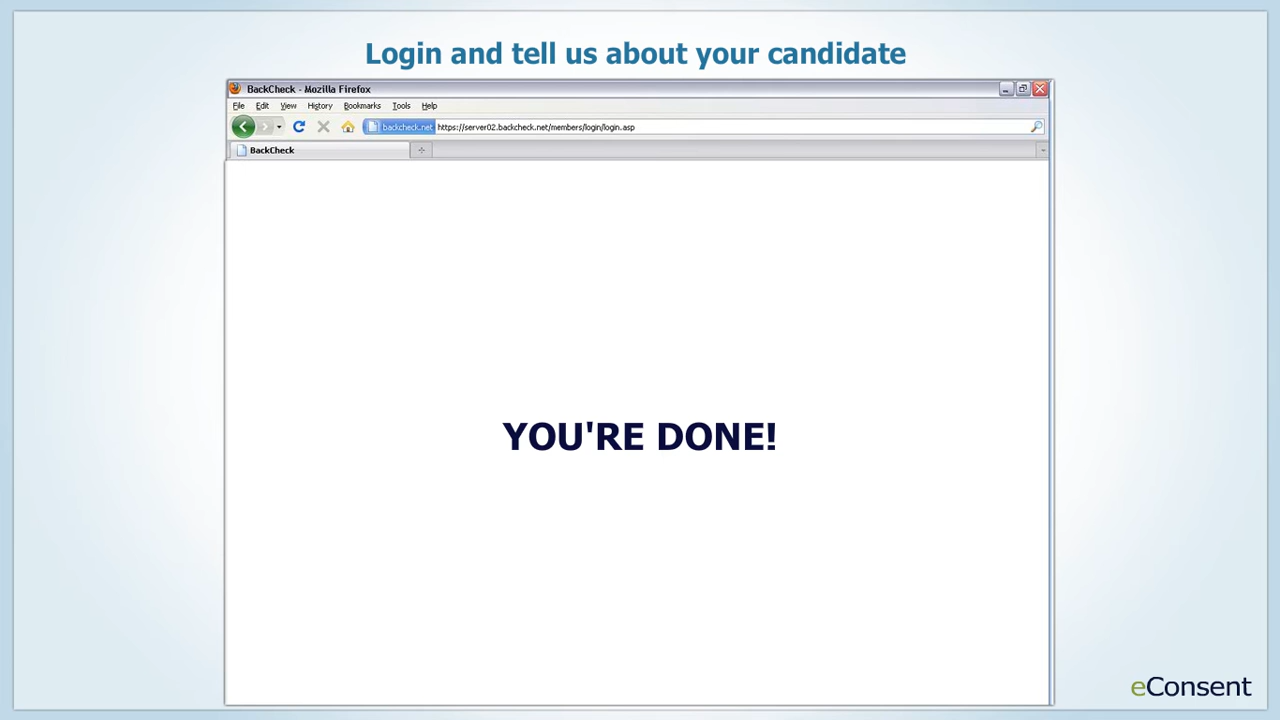 Login and tell us about your candidate
BackCheck - Mozilla Firefox
File Edit View History Bookmarks Tools Help
backcheck.net https://server02.backcheck.net/members/login/login.asp
BackCheck
YOU'RE DONE!
eConsent